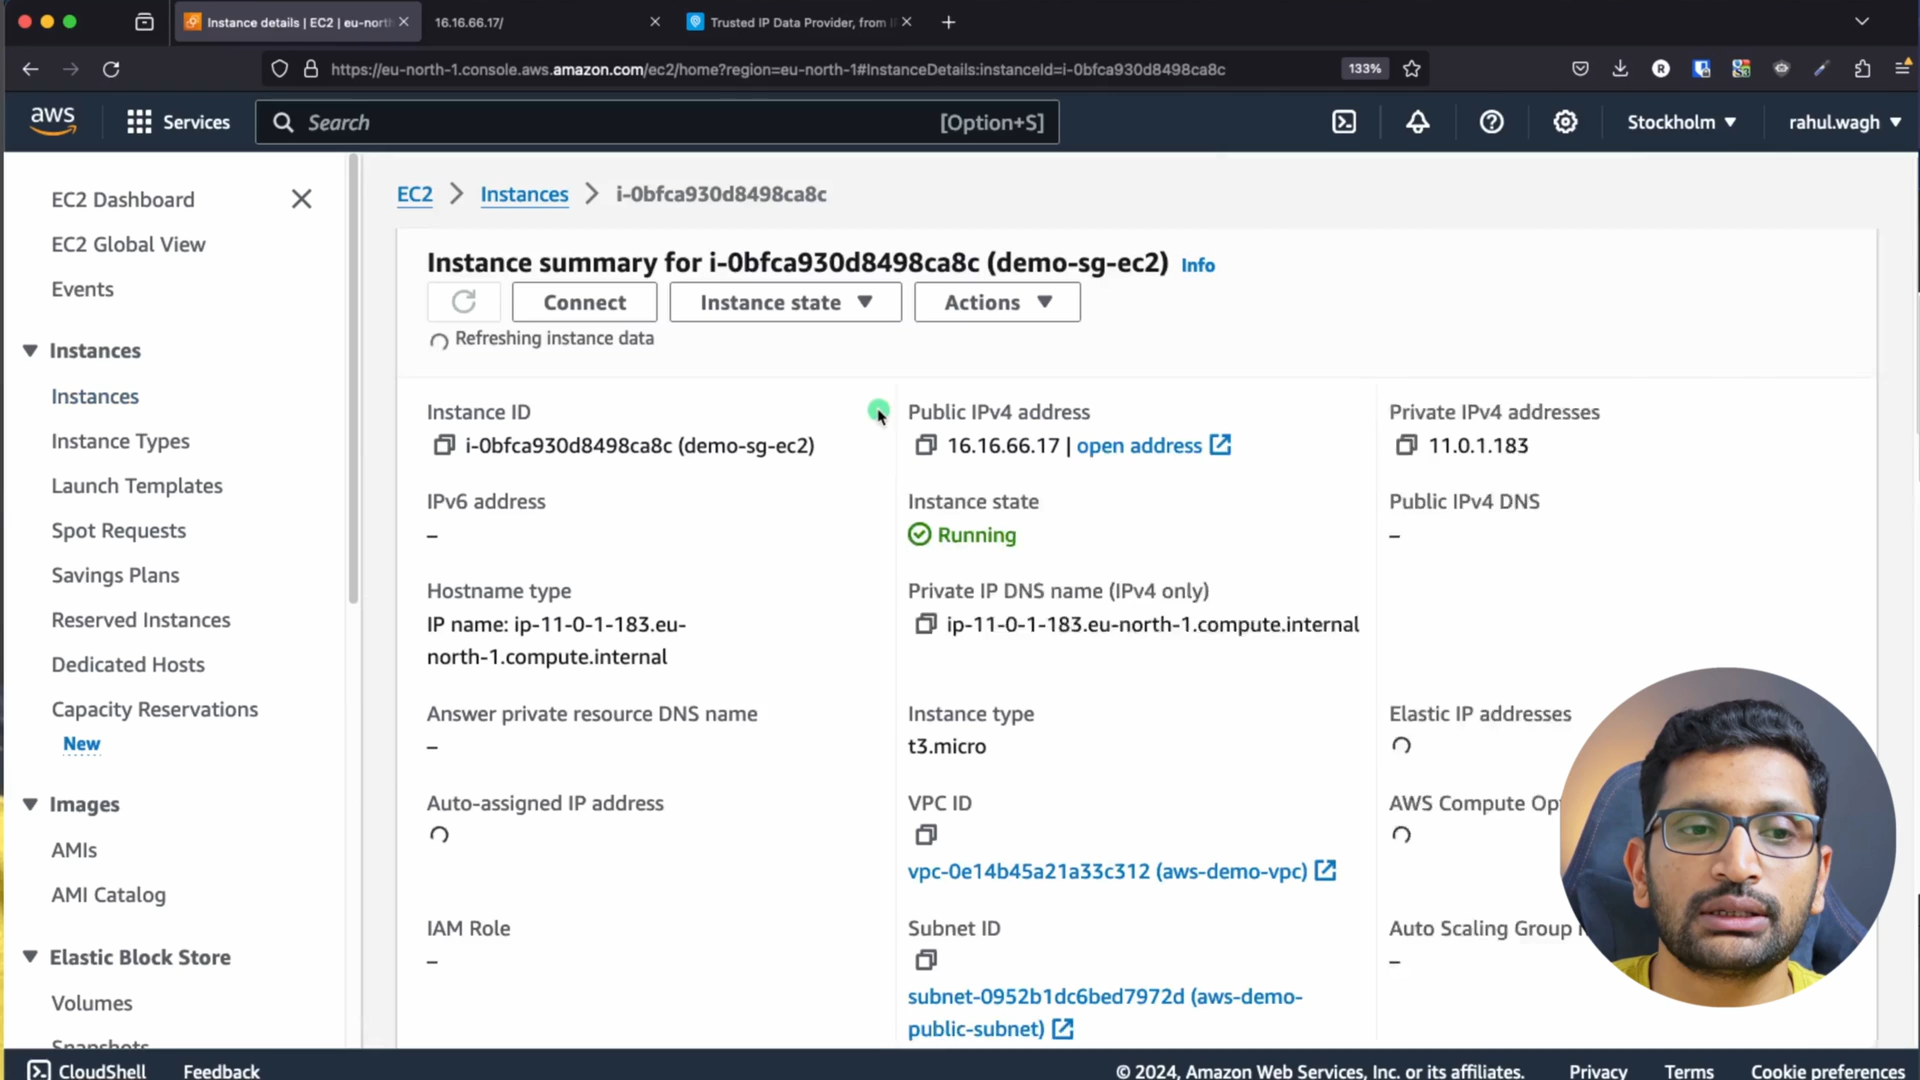 Instance details | EC2 | eu-north
16.16.66.17/
Trusted IP Data Provider, from
https://eu-north-1.console.aws.amazon.com/ec2/home?region=eu-north-1#InstanceDetails:instanceId=i-0bfca930d8498ca8c
133%
aws
Services
Search
[Option+S]
Stockholm
rahul.wagh
EC2 Dashboard
EC2 Global View
Events
Instances
Instances
Instance Types
Launch Templates
Spot Requests
Savings Plans
Reserved Instances
Dedicated Hosts
Capacity Reservations
New
Images
AMIs
AMI Catalog
Elastic Block Store
Volumes
Snapshots
EC2 > Instances > i-0bfca930d8498ca8c
Instance summary for i-0bfca930d8498ca8c (demo-sg-ec2) Info
Connect
Instance state
Actions
Refreshing instance data
Instance ID
i-0bfca930d8498ca8c (demo-sg-ec2)
Public IPv4 address
16.16.66.17 | open address
Private IPv4 addresses
11.0.1.183
IPv6 address
–
Instance state
Running
Public IPv4 DNS
–
Hostname type
IP name: ip-11-0-1-183.eu-
north-1.compute.internal
Private IP DNS name (IPv4 only)
ip-11-0-1-183.eu-north-1.compute.internal
Answer private resource DNS name
–
Instance type
t3.micro
Elastic IP addresses
Auto-assigned IP address
VPC ID
vpc-0e14b45a21a33c312 (aws-demo-vpc)
AWS Compute Op
IAM Role
–
Subnet ID
subnet-0952b1dc6bed7972d (aws-demo-
public-subnet)
Auto Scaling Group
–
CloudShell
Feedback
© 2024, Amazon Web Services, Inc. or its affiliates.
Privacy
Terms
Cookie preferences